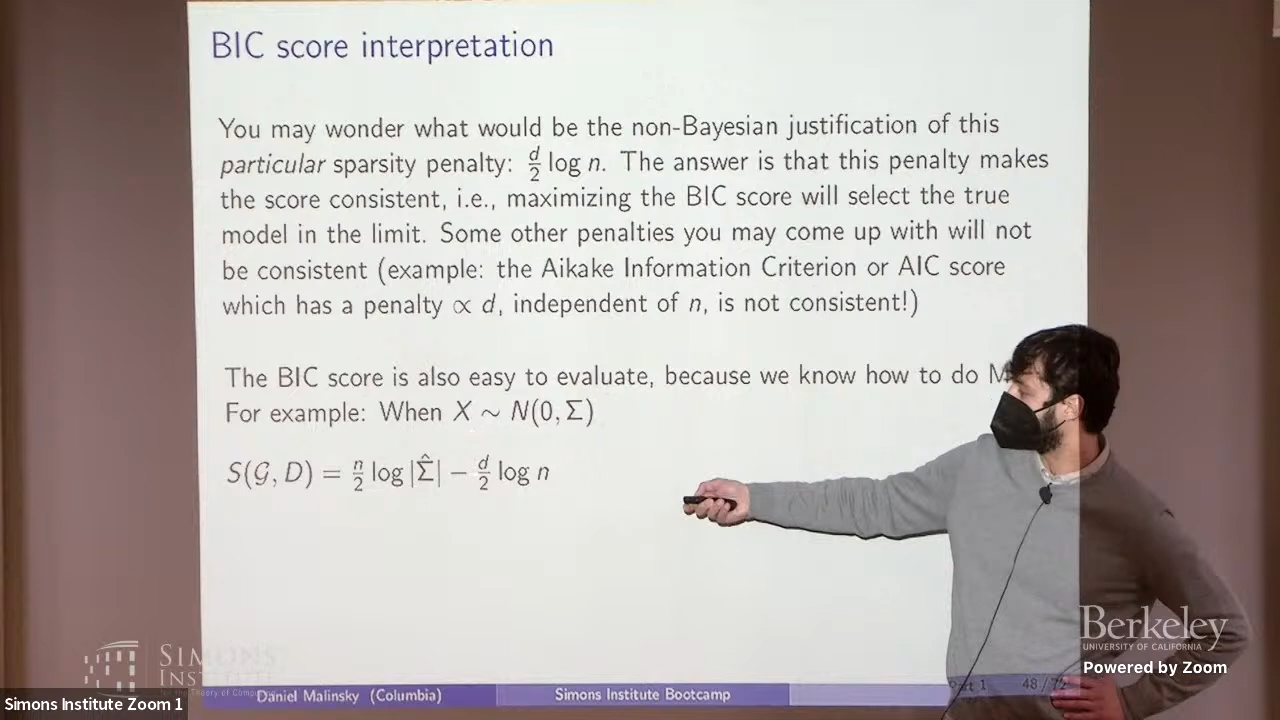 BIC score interpretation
You may wonder what would be the non-Bayesian justification of this
particular sparsity penalty: d/2 log n. The answer is that this penalty makes
the score consistent, i.e., maximizing the BIC score will select the true
model in the limit. Some other penalties you may come up with will not
be consistent (example: the Aikake Information Criterion or AIC score
which has a penalty ∝ d, independent of n, is not consistent!)
The BIC score is also easy to evaluate, because we know how to do
For example: When X ∼ N(0, Σ)
S(G, D) = n/2 log |Σ̂| − d/2 log n
Berkeley
UNIVERSITY OF CALIFORNIA
Powered by Zoom
SIMONS
INSTITUTE
Daniel Malinsky (Columbia)
Simons Institute Bootcamp
1
48 /
Simons Institute Zoom 1